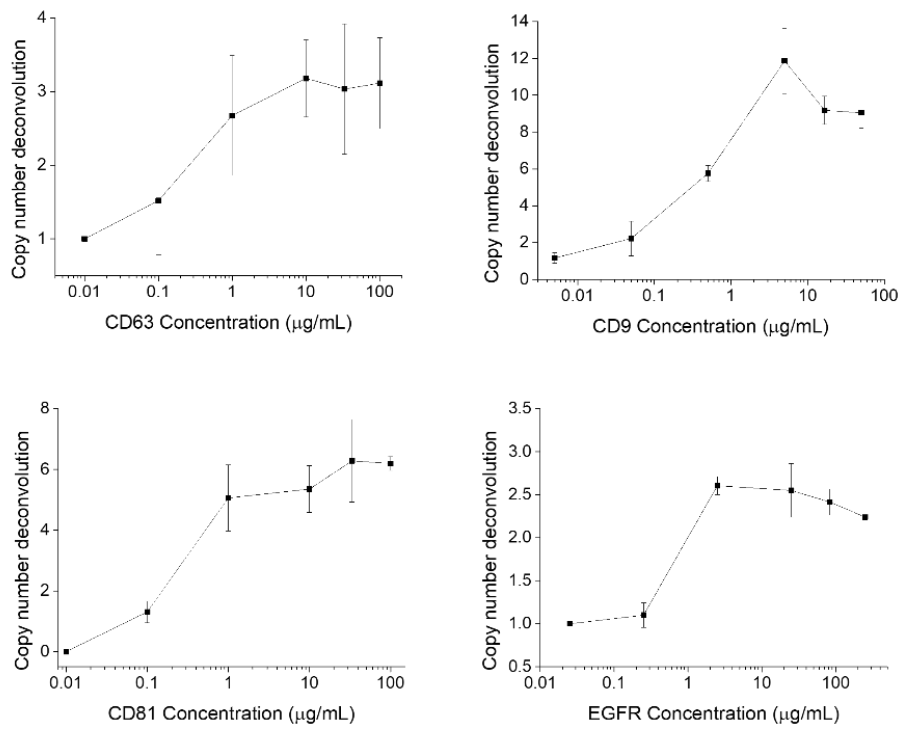 Copy number deconvolution
4
3
2
1
0.01 0.1 1 10 100
CD63 Concentration (μg/mL)
Copy number deconvolution
14
12
10
8
6
4
2
0
0.01 0.1 1 10 100
CD9 Concentration (μg/mL)
Copy number deconvolution
8
6
4
2
0
0.01 0.1 1 10 100
CD81 Concentration (μg/mL)
Copy number deconvolution
3.5
3.0
2.5
2.0
1.5
1.0
0.5
0.01 0.1 1 10 100
EGFR Concentration (μg/mL)